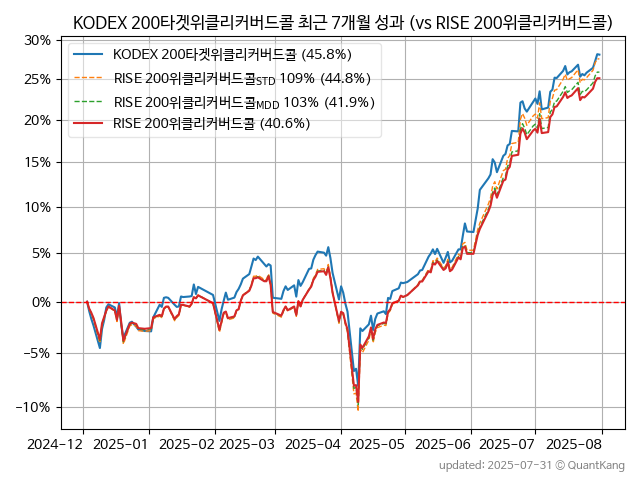 KODEX 200타겟위클리커버드콜 최근 7개월 성과 (vs RISE 200위클리커버드콜)
30%
25%
20%
15%
10%
5%
0%
−5%
−10%
KODEX 200타겟위클리커버드콜 (45.8%)
RISE 200위클리커버드콜STD 109% (44.8%)
RISE 200위클리커버드콜MDD 103% (41.9%)
RISE 200위클리커버드콜 (40.6%)
2024-12 2025-01 2025-02 2025-03 2025-04 2025-05 2025-06 2025-07 2025-08
updated: 2025-07-31 © QuantKang